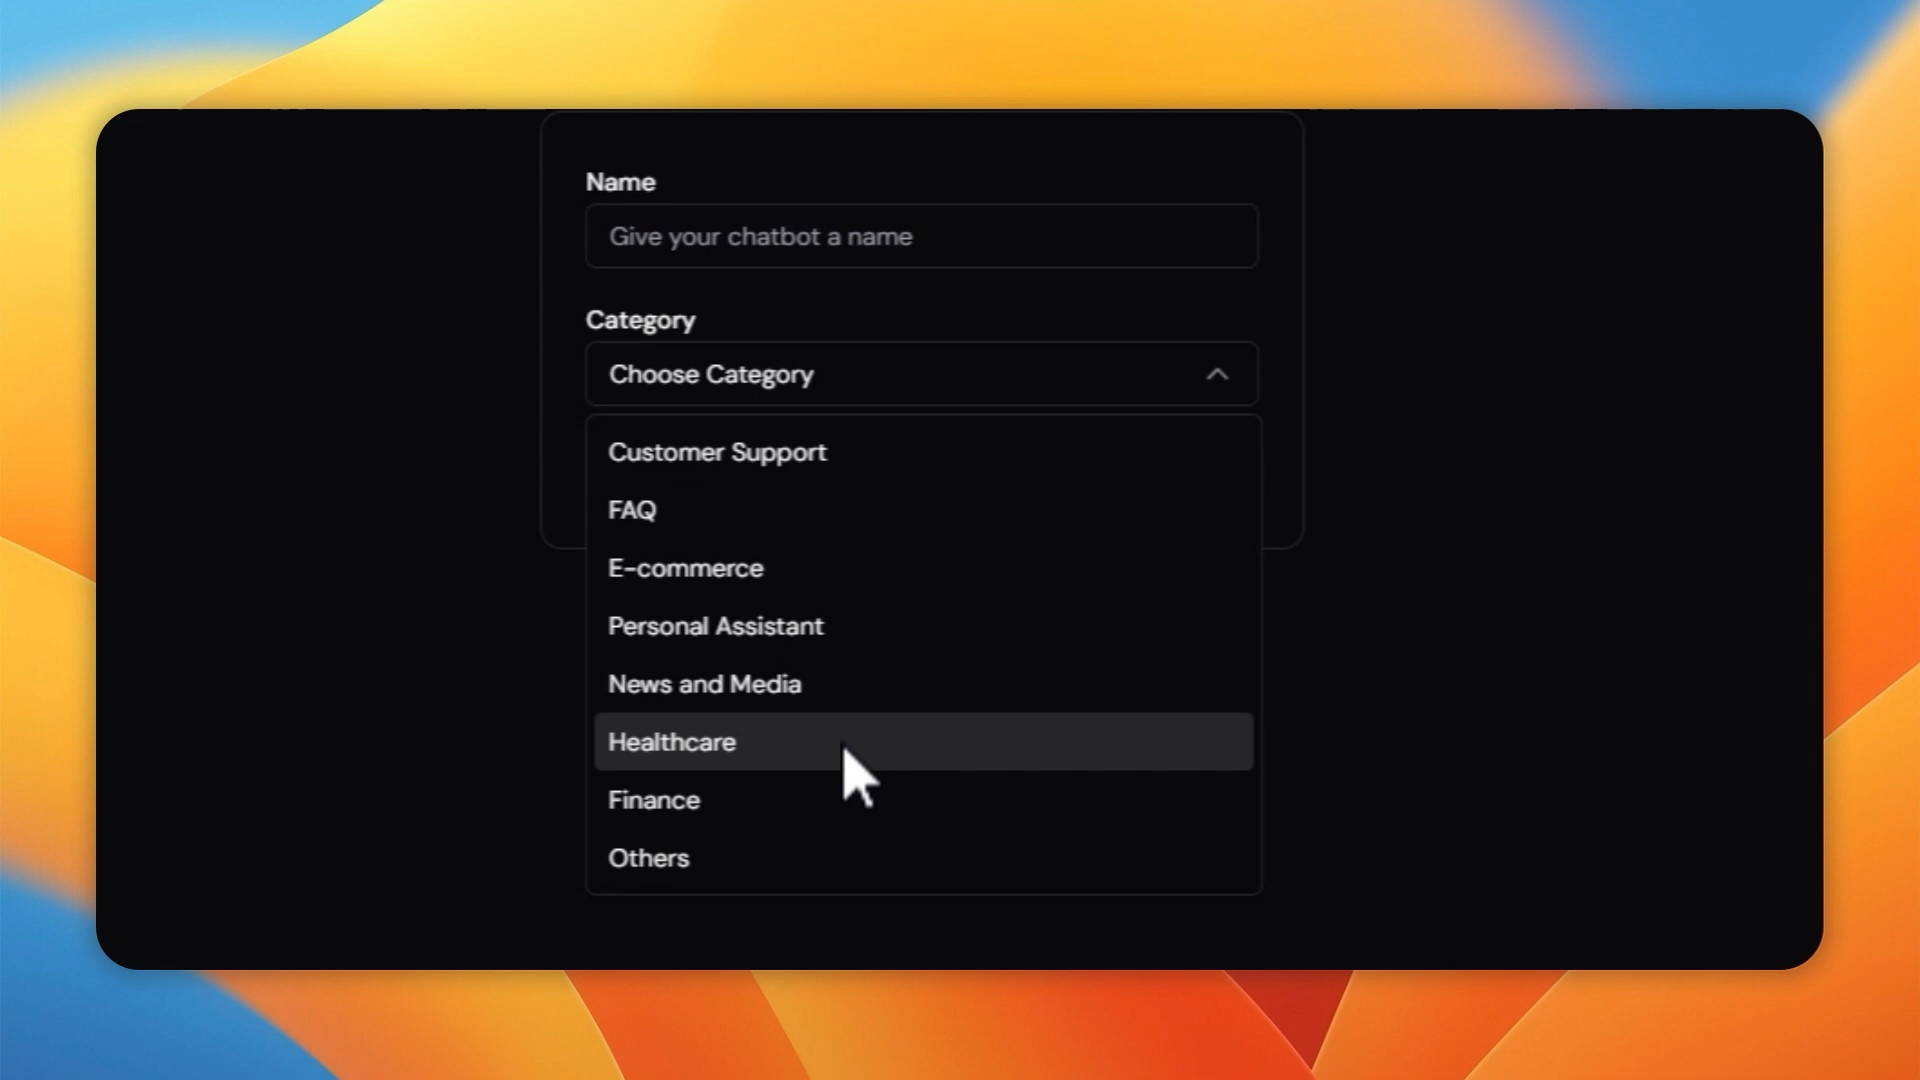 Name
Give your chatbot a name
Category
Choose Category
Customer Support
FAQ
E-commerce
Personal Assistant
News and Media
Healthcare
Finance
Others